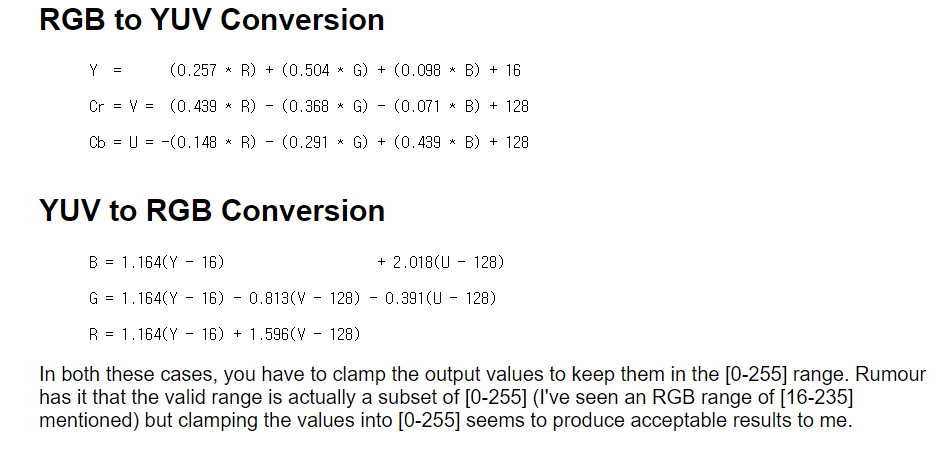 RGB to YUV Conversion
Y = (0.257 * R) + (0.504 * G) + (0.098 * B) + 16
Cr = V = (0.439 * R) - (0.368 * G) - (0.071 * B) + 128
Cb = U = -(0.148 * R) - (0.291 * G) + (0.439 * B) + 128
YUV to RGB Conversion
B = 1.164(Y - 16) + 2.018(U - 128)
G = 1.164(Y - 16) - 0.813(V - 128) - 0.391(U - 128)
R = 1.164(Y - 16) + 1.596(V - 128)
In both these cases, you have to clamp the output values to keep them in the [0-255] range. Rumour
has it that the valid range is actually a subset of [0-255] (I've seen an RGB range of [16-235]
mentioned) but clamping the values into [0-255] seems to produce acceptable results to me.